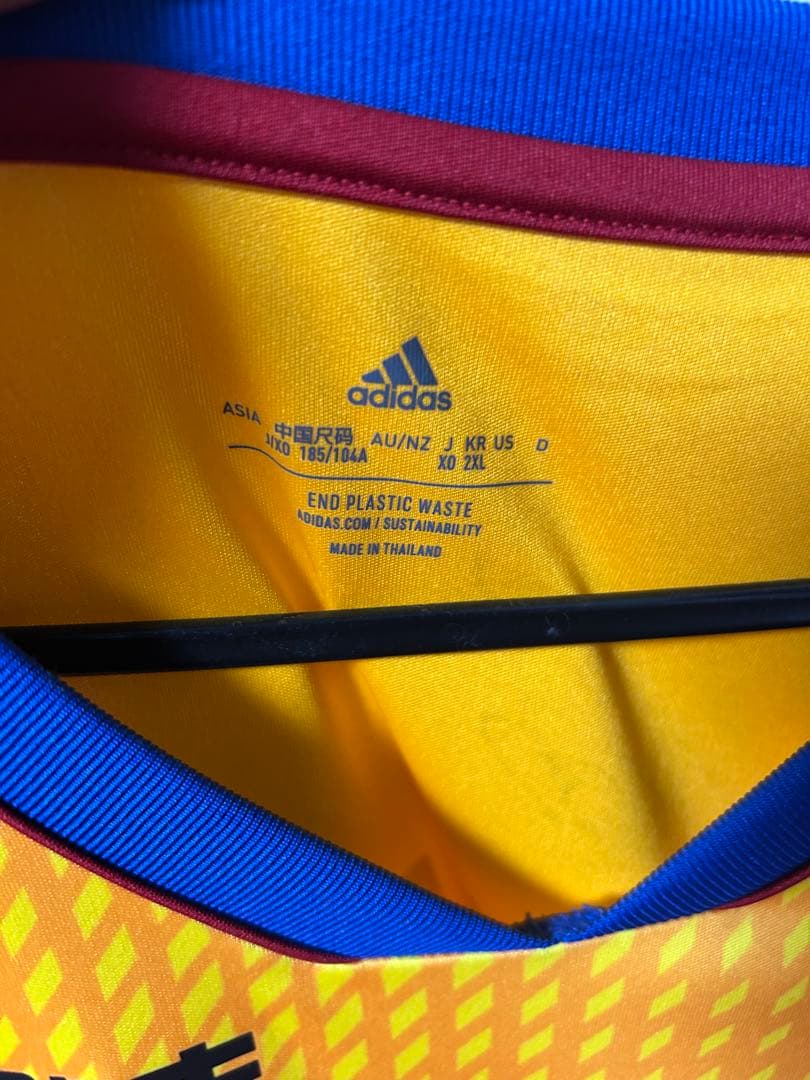 adidas
ASIA 中国尺码 AU/NZ J KR US D
J/XO 185/104A XO 2XL
END PLASTIC WASTE
ADIDAS.COM / SUSTAINABILITY
MADE IN THAILAND